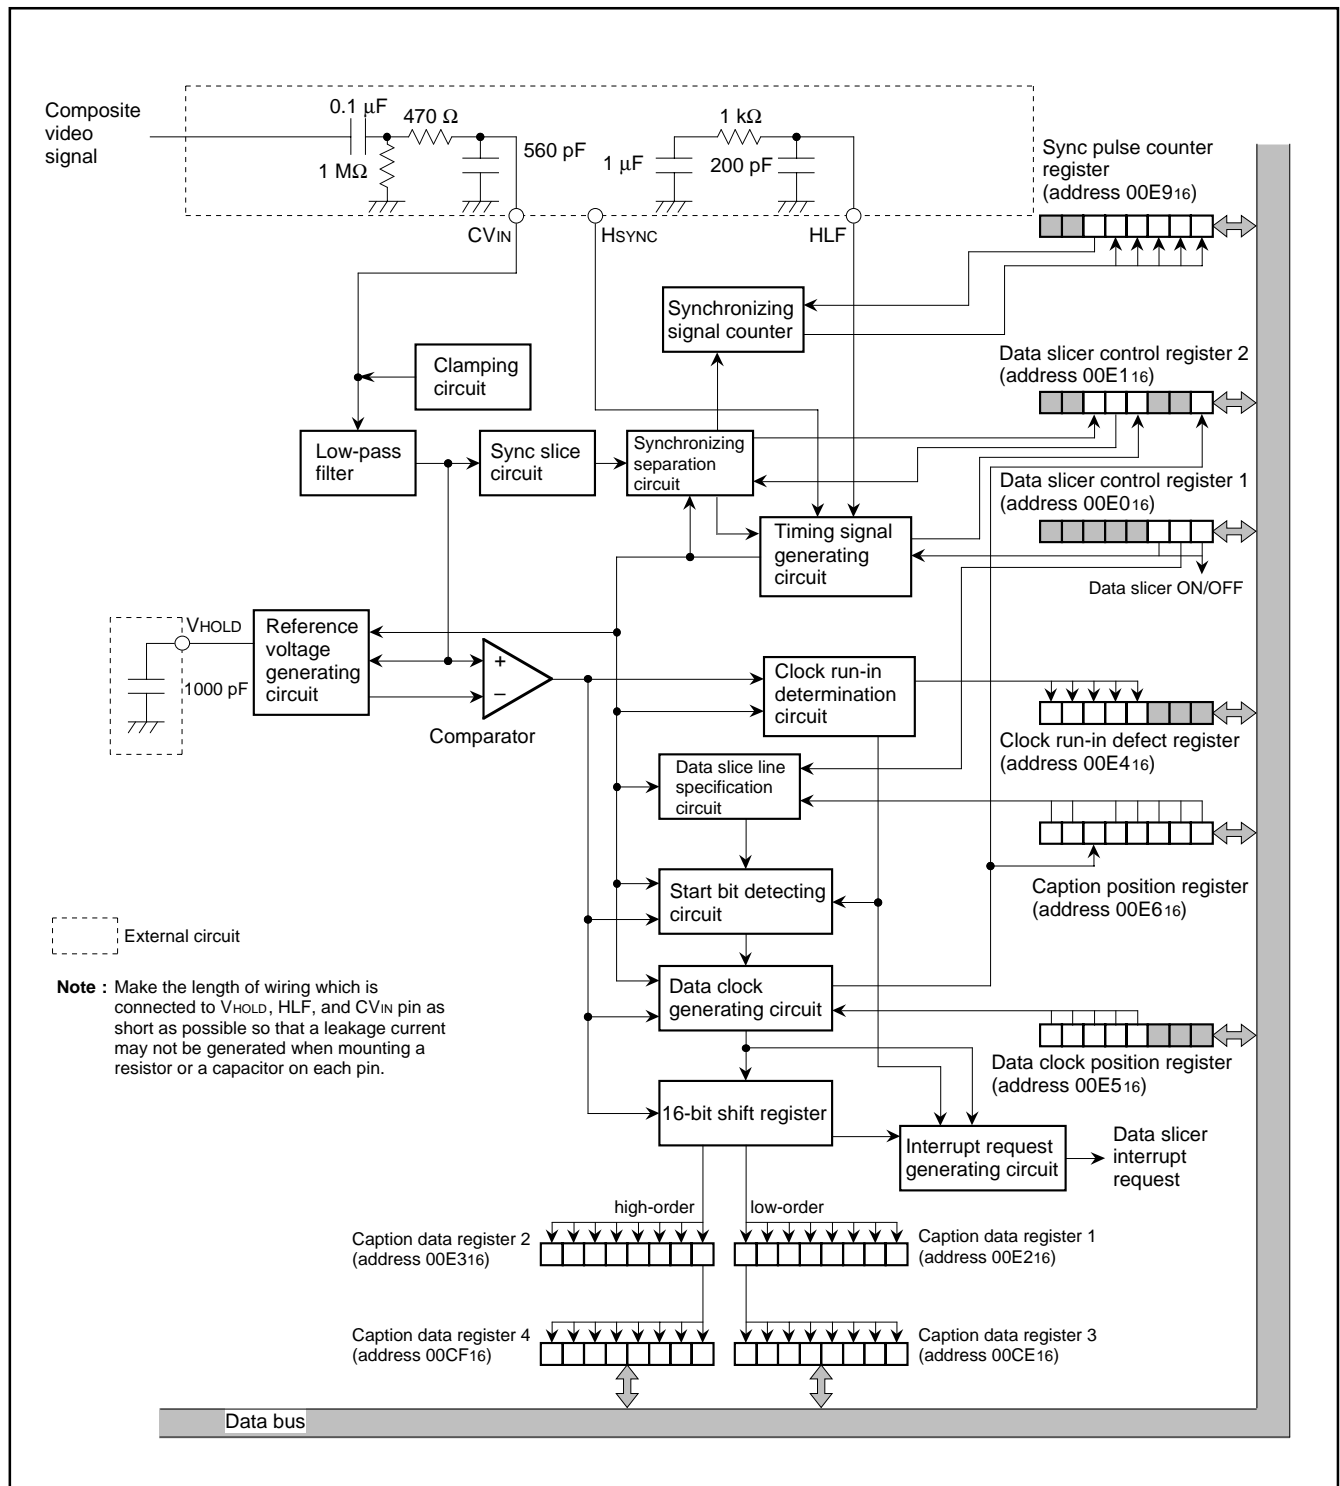 Composite
video
signal
0.1 μF
470 Ω
1 MΩ
560 pF
1 kΩ
1 μF
200 pF
CVIN
HSYNC
HLF
Sync pulse counter
register
(address 00E916)
Synchronizing
signal counter
Data slicer control register 2
(address 00E116)
Clamping
circuit
Low-pass
filter
Sync slice
circuit
Synchronizing
separation
circuit
Data slicer control register 1
(address 00E016)
Timing signal
generating
circuit
Data slicer ON/OFF
VHOLD
1000 pF
Reference
voltage
generating
circuit
+
–
Comparator
Clock run-in
determination
circuit
Clock run-in defect register
(address 00E416)
Data slice line
specification
circuit
Caption position register
(address 00E616)
Start bit detecting
circuit
External circuit
Data clock
generating circuit
Data clock position register
(address 00E516)
Note : Make the length of wiring which is
connected to VHOLD, HLF, and CVIN pin as
short as possible so that a leakage current
may not be generated when mounting a
resistor or a capacitor on each pin.
16-bit shift register
Interrupt request
generating circuit
Data slicer
interrupt
request
high-order
low-order
Caption data register 2
(address 00E316)
Caption data register 1
(address 00E216)
Caption data register 4
(address 00CF16)
Caption data register 3
(address 00CE16)
Data bus